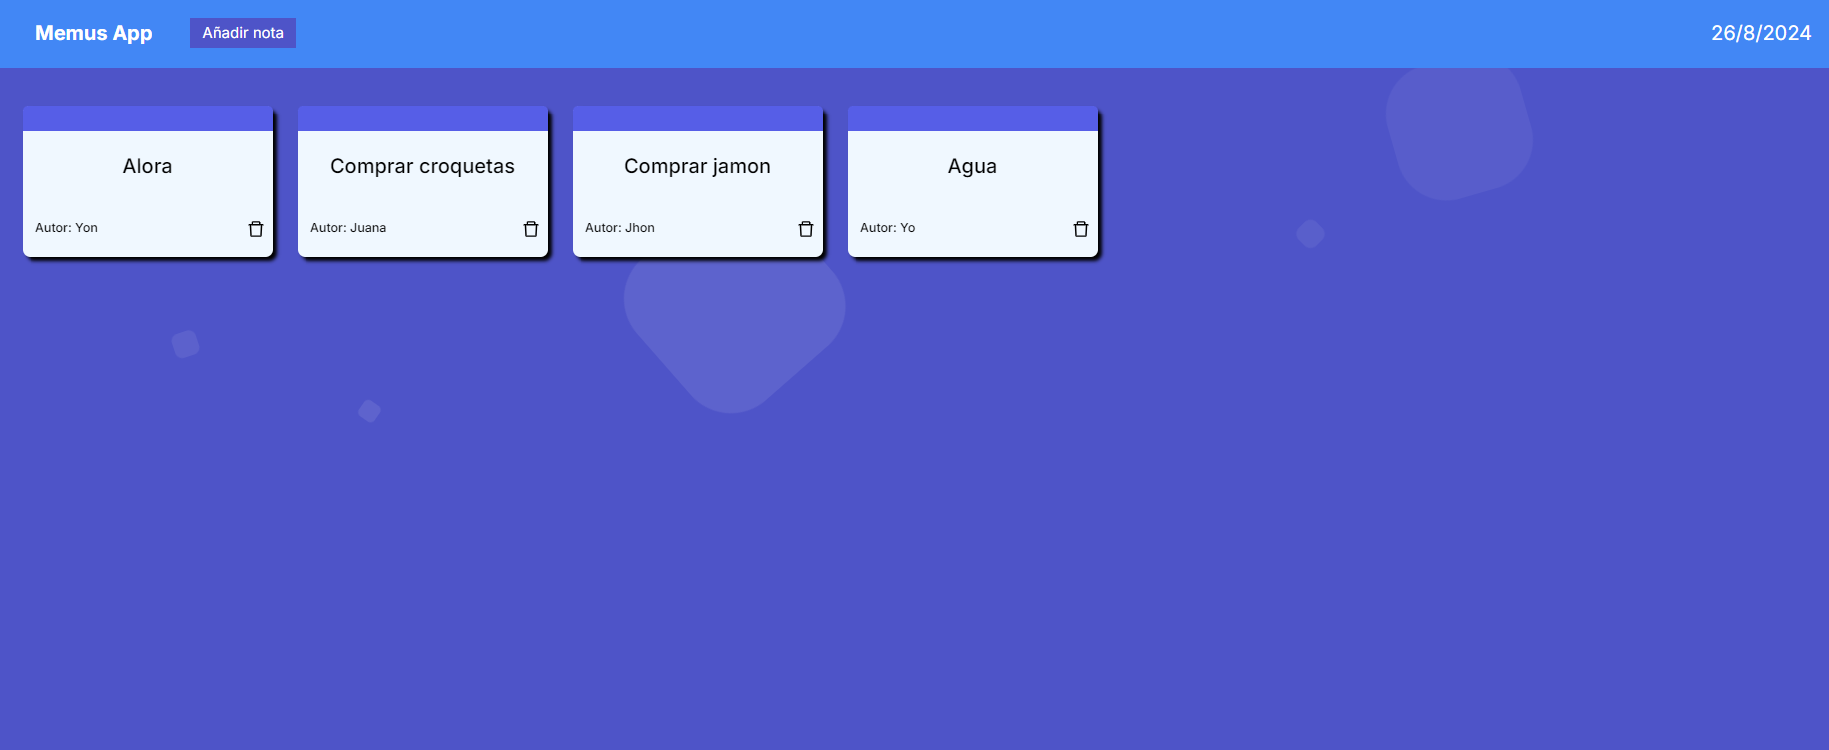 Memus App
Añadir nota
26/8/2024
Alora
Autor: Yon
Comprar croquetas
Autor: Juana
Comprar jamon
Autor: Jhon
Agua
Autor: Yo